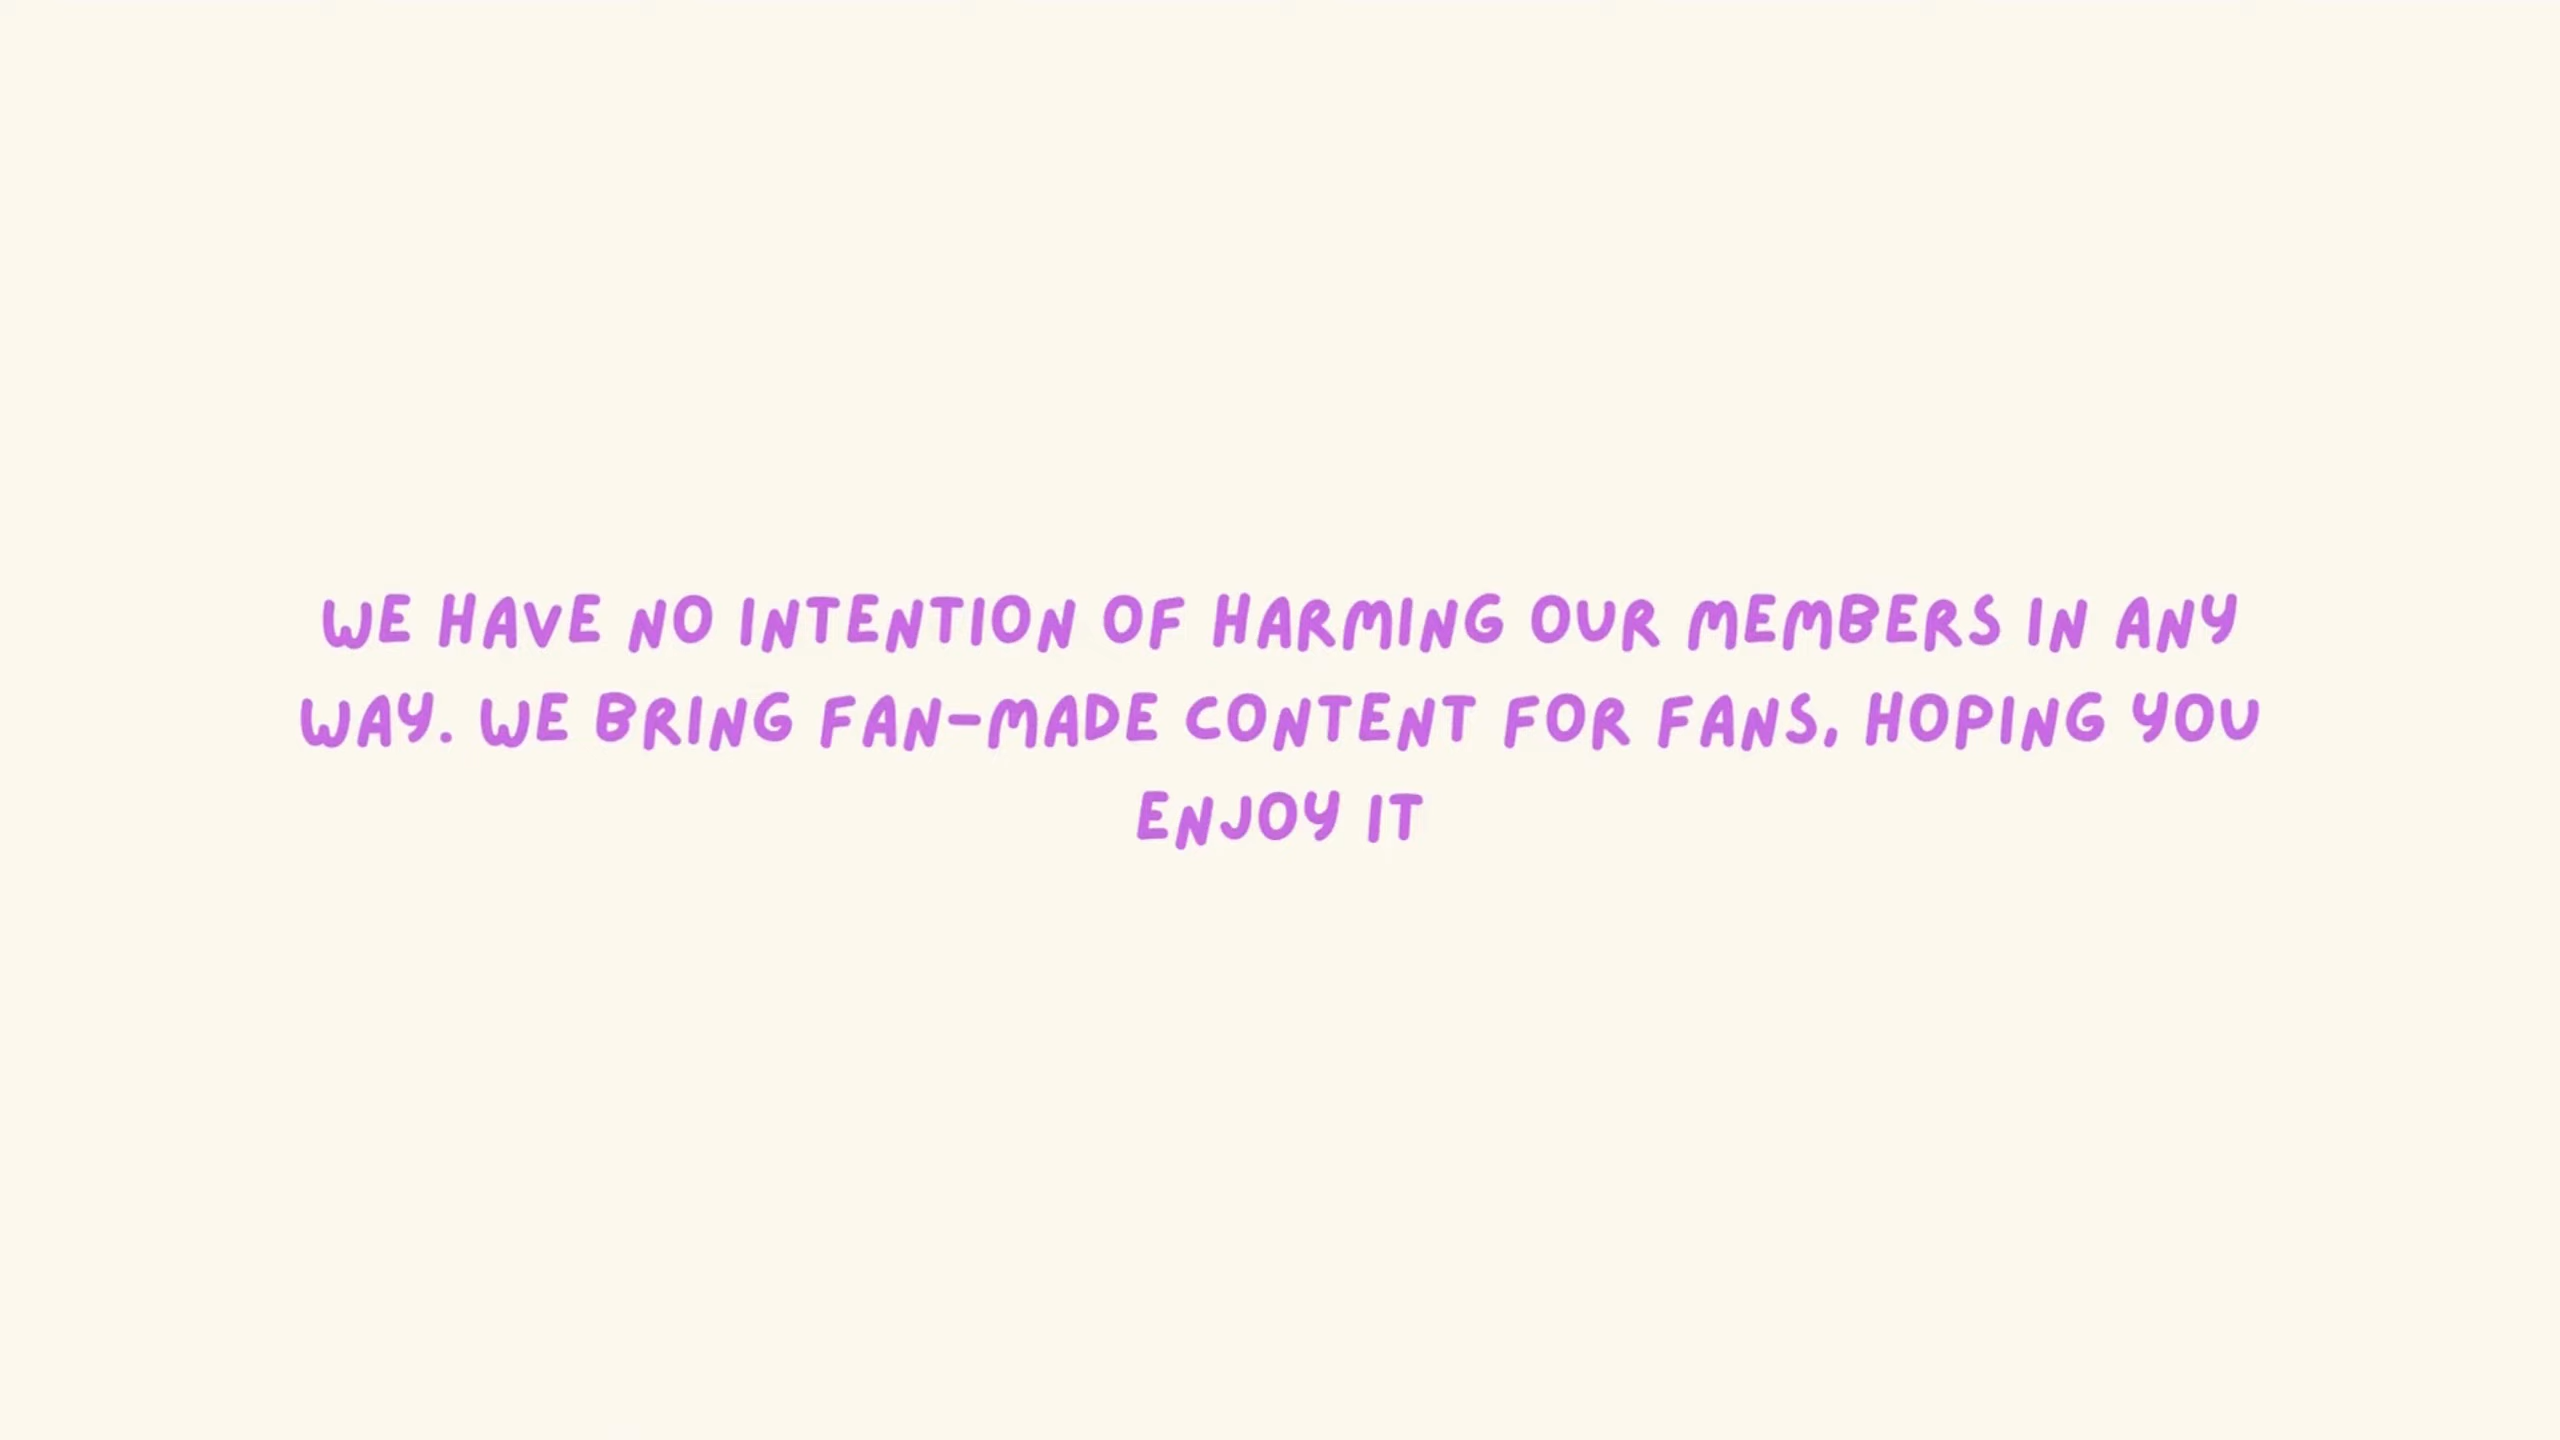 WE HAVE NO INTENTION OF HARMING OUR MEMBERS IN ANY
WAY. WE BRING FAN-MADE CONTENT FOR FANS, HOPING YOU
ENJOY IT